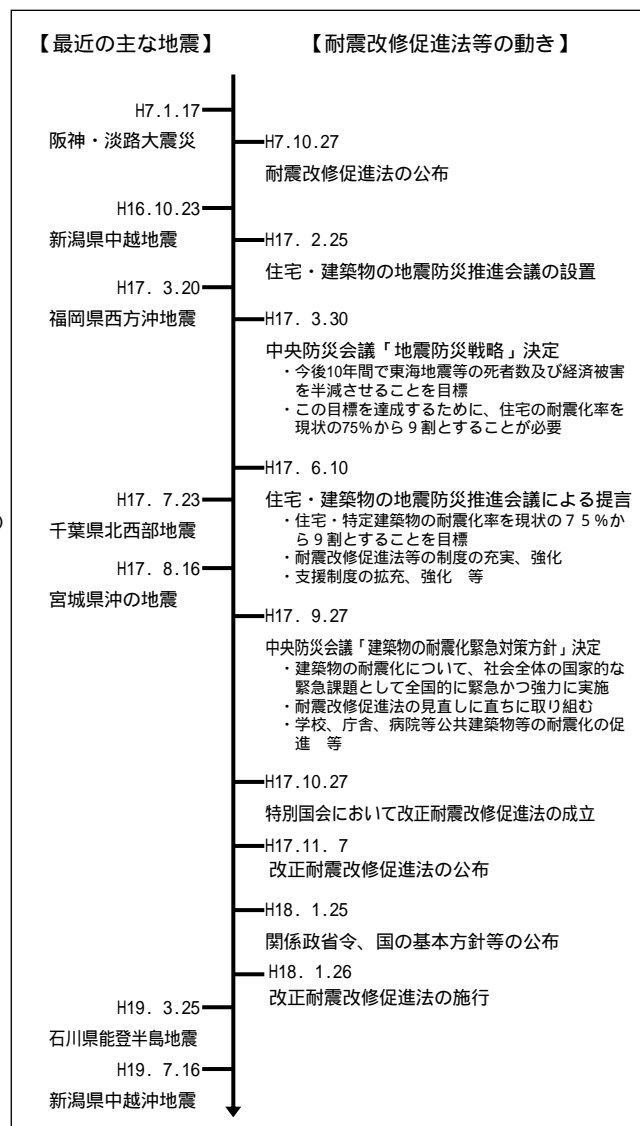 【最近の主な地震】 【耐震改修促進法等の動き】
H7.1.17
阪神・淡路大震災
H7.10.27
耐震改修促進法の公布
H16.10.23
新潟県中越地震
H17. 2.25
住宅・建築物の地震防災推進会議の設置
H17. 3.20
福岡県西方沖地震
H17. 3.30
中央防災会議「地震防災戦略」決定
・今後10年間で東海地震等の死者数及び経済被害
を半減させることを目標
・この目標を達成するために、住宅の耐震化率を
現状の75%から９割とすることが必要
H17. 6.10
住宅・建築物の地震防災推進会議による提言
・住宅・特定建築物の耐震化率を現状の７５％か
ら９割とすることを目標
・耐震改修促進法等の制度の充実、強化
・支援制度の拡充、強化　等
H17. 7.23
千葉県北西部地震
H17. 8.16
宮城県沖の地震
H17. 9.27
中央防災会議「建築物の耐震化緊急対策方針」決定
・建築物の耐震化について、社会全体の国家的な
緊急課題として全国的に緊急かつ強力に実施
・耐震改修促進法の見直しに直ちに取り組む
・学校、庁舎、病院等公共建築物等の耐震化の促
進　等
H17.10.27
特別国会において改正耐震改修促進法の成立
H17.11. 7
改正耐震改修促進法の公布
H18. 1.25
関係政省令、国の基本方針等の公布
H18. 1.26
改正耐震改修促進法の施行
H19. 3.25
石川県能登半島地震
H19. 7.16
新潟県中越沖地震